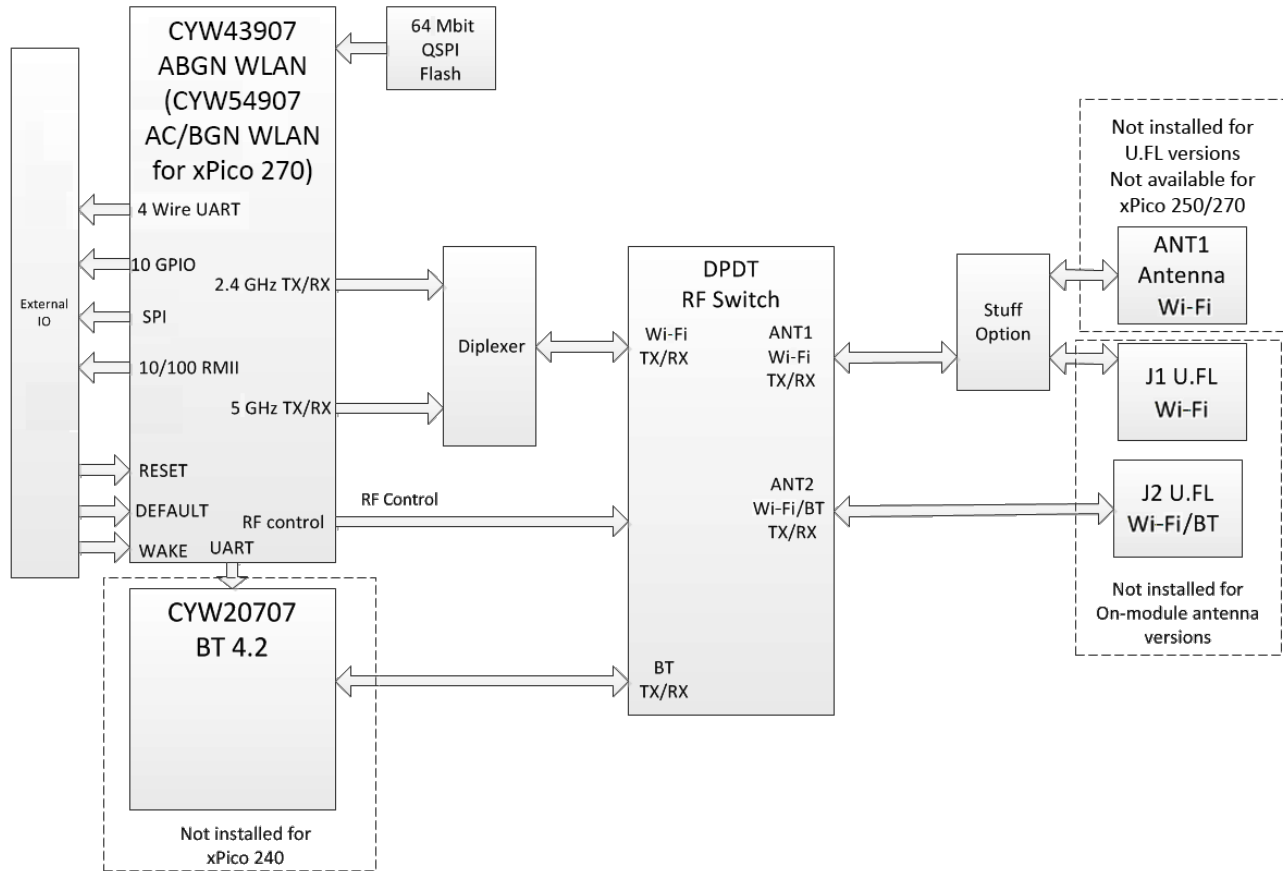 CYW43907
ABGN WLAN
(CYW54907
AC/BGN WLAN
for xPico 270)
64 Mbit
QSPI
Flash
External
IO
4 Wire UART
10 GPIO
SPI
10/100 RMII
RESET
DEFAULT
WAKE
2.4 GHz TX/RX
5 GHz TX/RX
RF control
UART
RF Control
Diplexer
DPDT
RF Switch
Wi-Fi
TX/RX
ANT1
Wi-Fi
TX/RX
ANT2
Wi-Fi/BT
TX/RX
BT
TX/RX
Stuff
Option
Not installed for
U.FL versions
Not available for
xPico 250/270
ANT1
Antenna
Wi-Fi
J1 U.FL
Wi-Fi
J2 U.FL
Wi-Fi/BT
Not installed for
On-module antenna
versions
CYW20707
BT 4.2
Not installed for
xPico 240